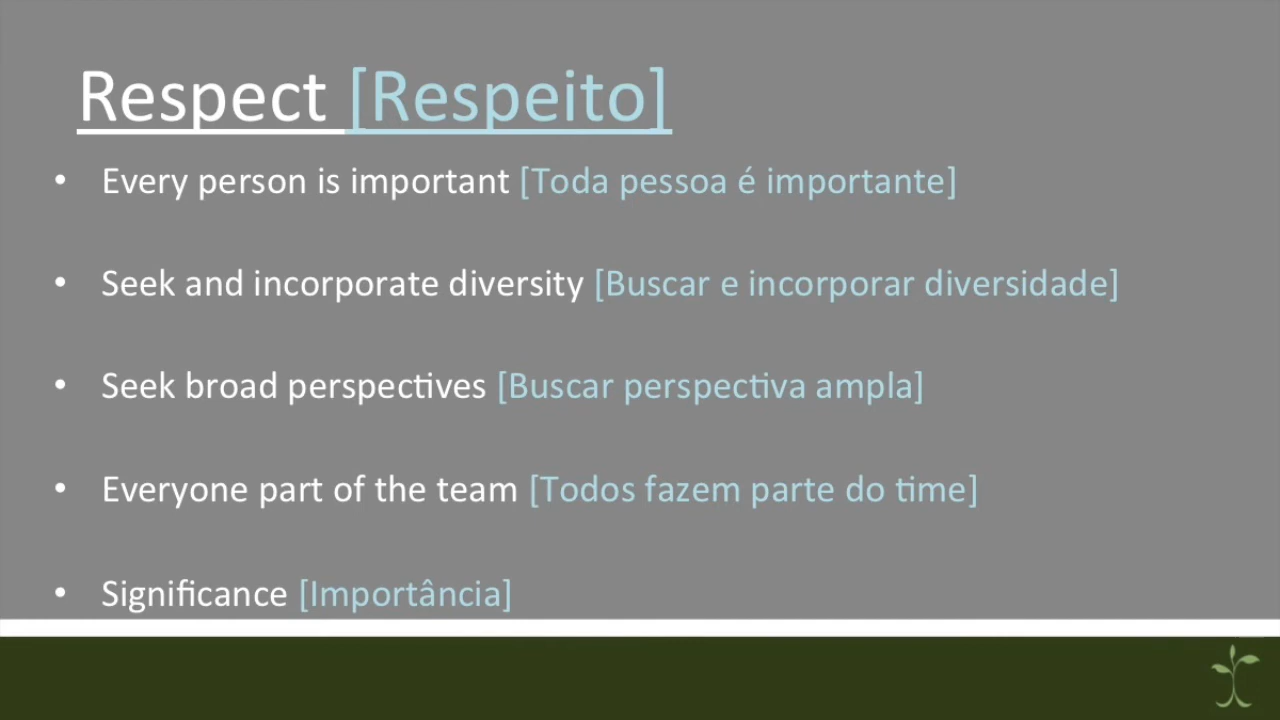 Respect [Respeito]
• Every person is important [Toda pessoa é importante]
• Seek and incorporate diversity [Buscar e incorporar diversidade]
• Seek broad perspectives [Buscar perspectiva ampla]
• Everyone part of the team [Todos fazem parte do time]
• Significance [Importância]